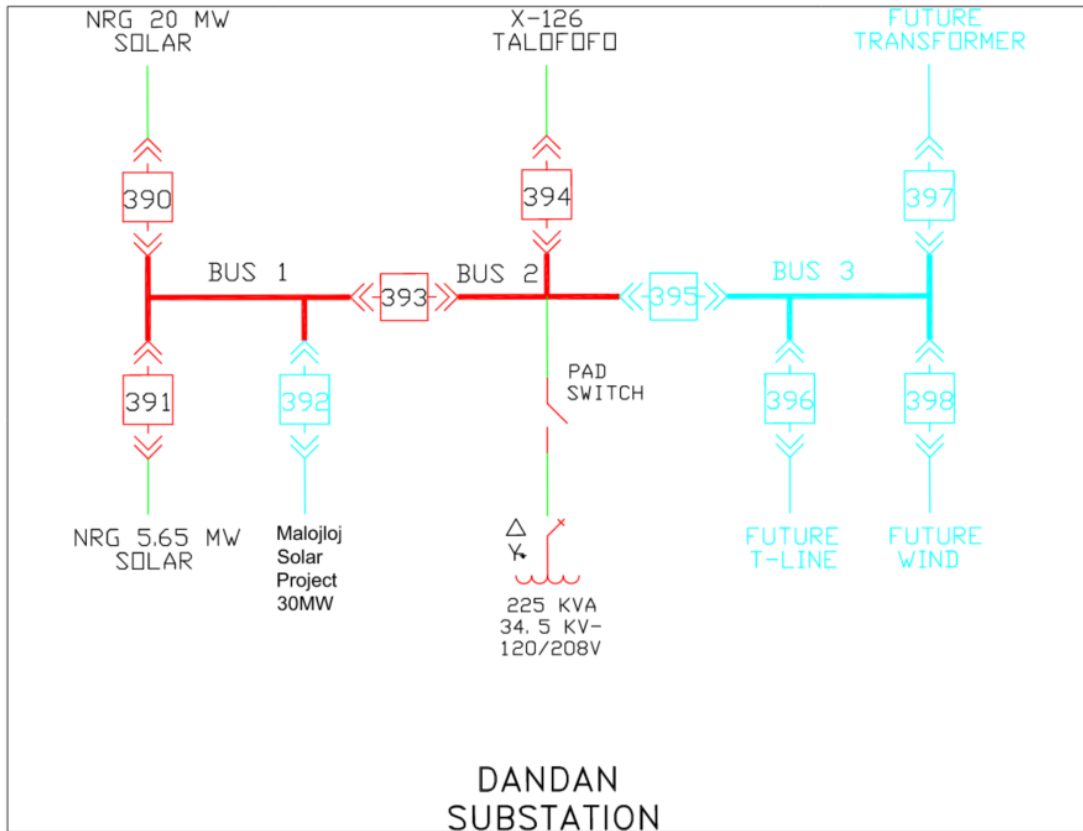 NRG 20 MW
SOLAR
X-126
TALOFOFO
FUTURE
TRANSFORMER
390
394
397
BUS 1
BUS 2
BUS 3
393
395
391
392
PAD
SWITCH
396
398
NRG 5.65 MW
SOLAR
Malojloj
Solar
Project
30MW
FUTURE
T-LINE
FUTURE
WIND
225 KVA
34.5 KV-
120/208V
DANDAN
SUBSTATION